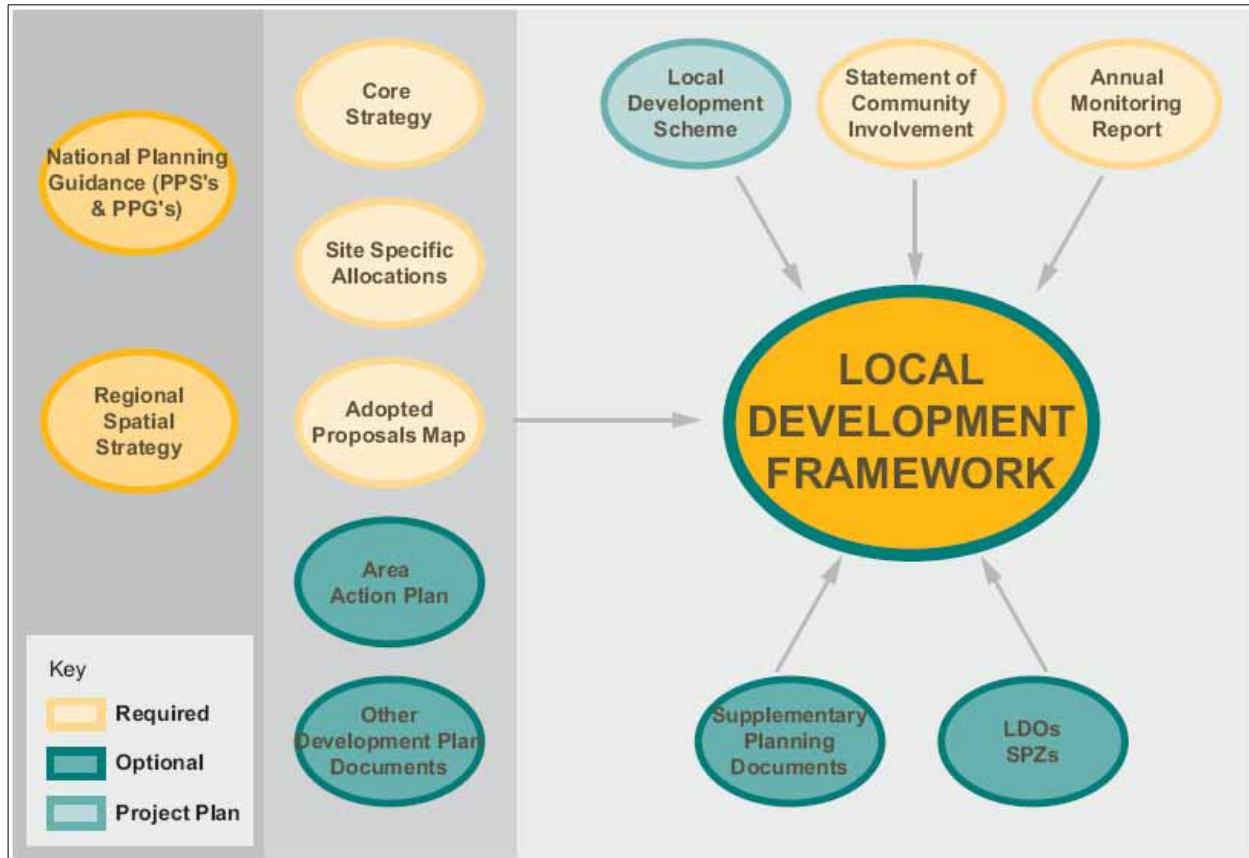 National Planning
Guidance (PPS's
& PPG's)
Regional
Spatial
Strategy
Core
Strategy
Site Specific
Allocations
Adopted
Proposals Map
Area
Action Plan
Other
Development Plan
Documents
Local
Development
Scheme
Statement of
Community
Involvement
Annual
Monitoring
Report
LOCAL
DEVELOPMENT
FRAMEWORK
Supplementary
Planning
Documents
LDOs
SPZs
Key
Required
Optional
Project Plan